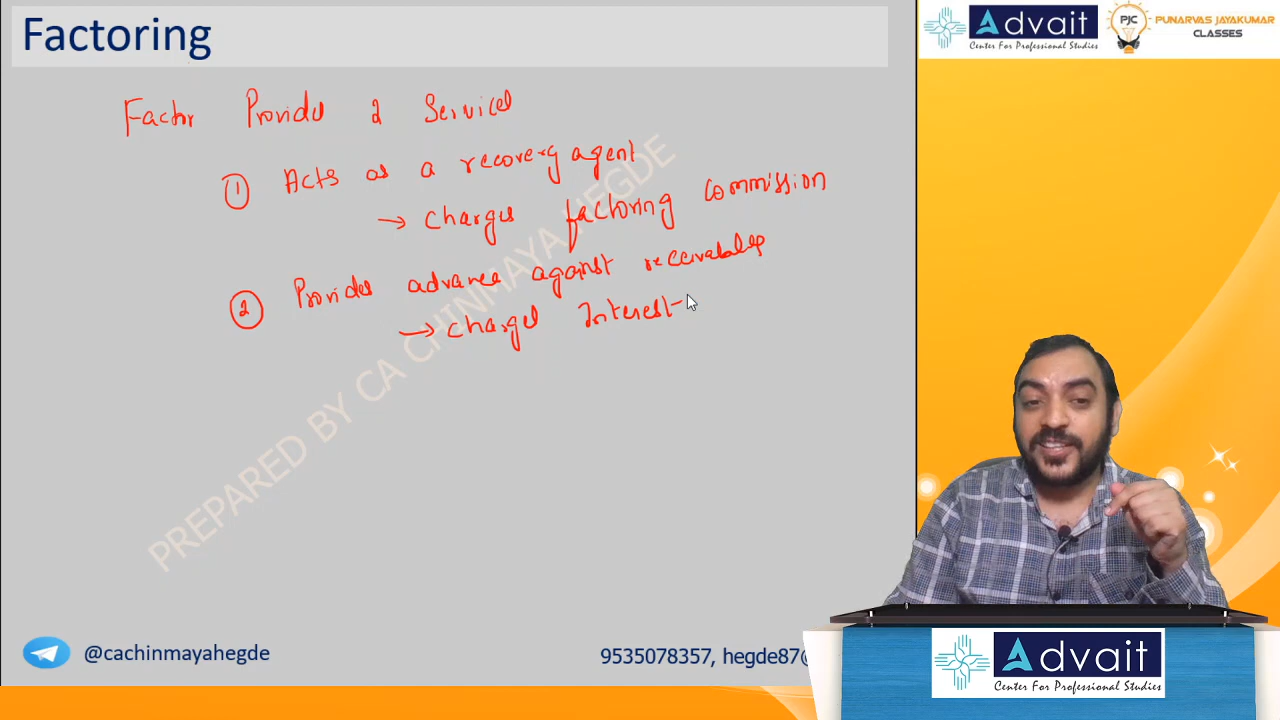 Factoring
Advait
Center For Professional Studies
PJC
PUNARVAS JAYAKUMAR
CLASSES
Factor Provides 2 Services
① Acts as a recovery agent
→ charges factoring commission
② Provides advance against receivables
→ charges Interest
PREPARED BY CA CHINMAYA HEGDE
@cachinmayahegde
9535078357, hegde87@
Advait
Center For Professional Studies